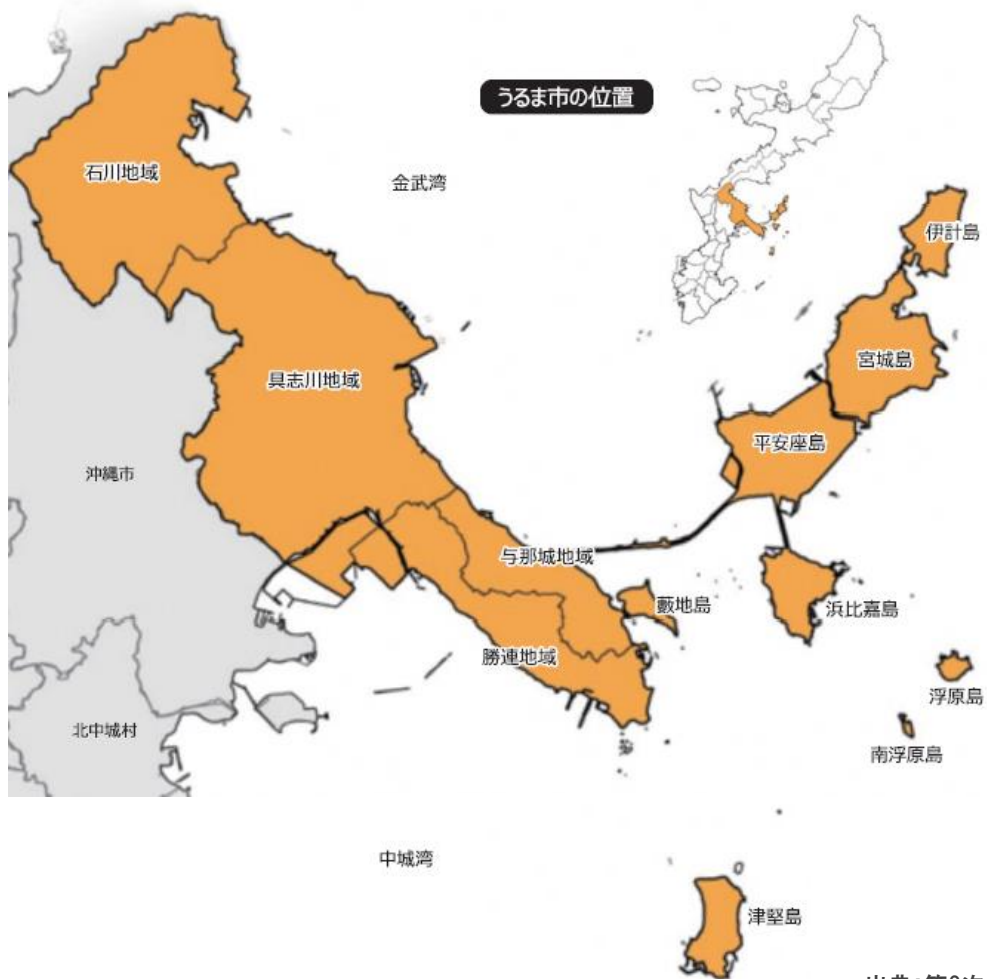 うるま市の位置
石川地域
金武湾
伊計島
宮城島
具志川地域
平安座島
沖縄市
与那城地域
藪地島
浜比嘉島
勝連地域
浮原島
北中城村
南浮原島
中城湾
津堅島